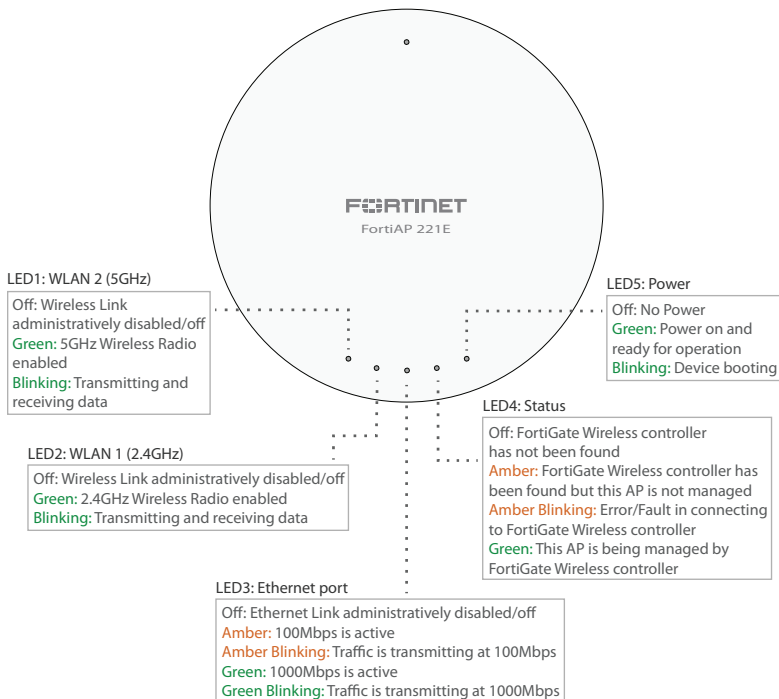 FORTINET
FortiAP 221E
LED1: WLAN 2 (5GHz)
Off: Wireless Link
administratively disabled/off
Green: 5GHz Wireless Radio
enabled
Blinking: Transmitting and
receiving data
LED5: Power
Off: No Power
Green: Power on and
ready for operation
Blinking: Device booting
LED2: WLAN 1 (2.4GHz)
Off: Wireless Link administratively disabled/off
Green: 2.4GHz Wireless Radio enabled
Blinking: Transmitting and receiving data
LED4: Status
Off: FortiGate Wireless controller
has not been found
Amber: FortiGate Wireless controller has
been found but this AP is not managed
Amber Blinking: Error/Fault in connecting
to FortiGate Wireless controller
Green: This AP is being managed by
FortiGate Wireless controller
LED3: Ethernet port
Off: Ethernet Link administratively disabled/off
Amber: 100Mbps is active
Amber Blinking: Traffic is transmitting at 100Mbps
Green: 1000Mbps is active
Green Blinking: Traffic is transmitting at 1000Mbps